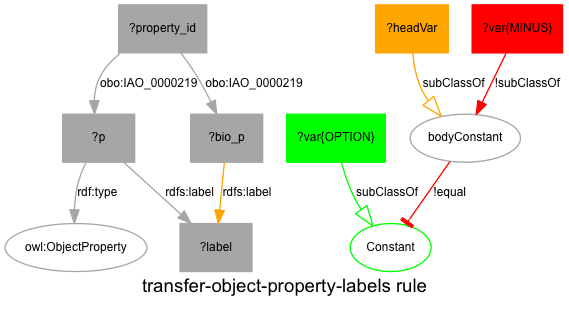 ?property_id
?headVar
?var{MINUS}
obo:IAO_0000219
obo:IAO_0000219
subClassOf
!subClassOf
?p
?bio_p
?var{OPTION}
bodyConstant
rdf:type
rdfs:label
rdfs:label
subClassOf
!equal
owl:ObjectProperty
?label
Constant
transfer-object-property-labels rule